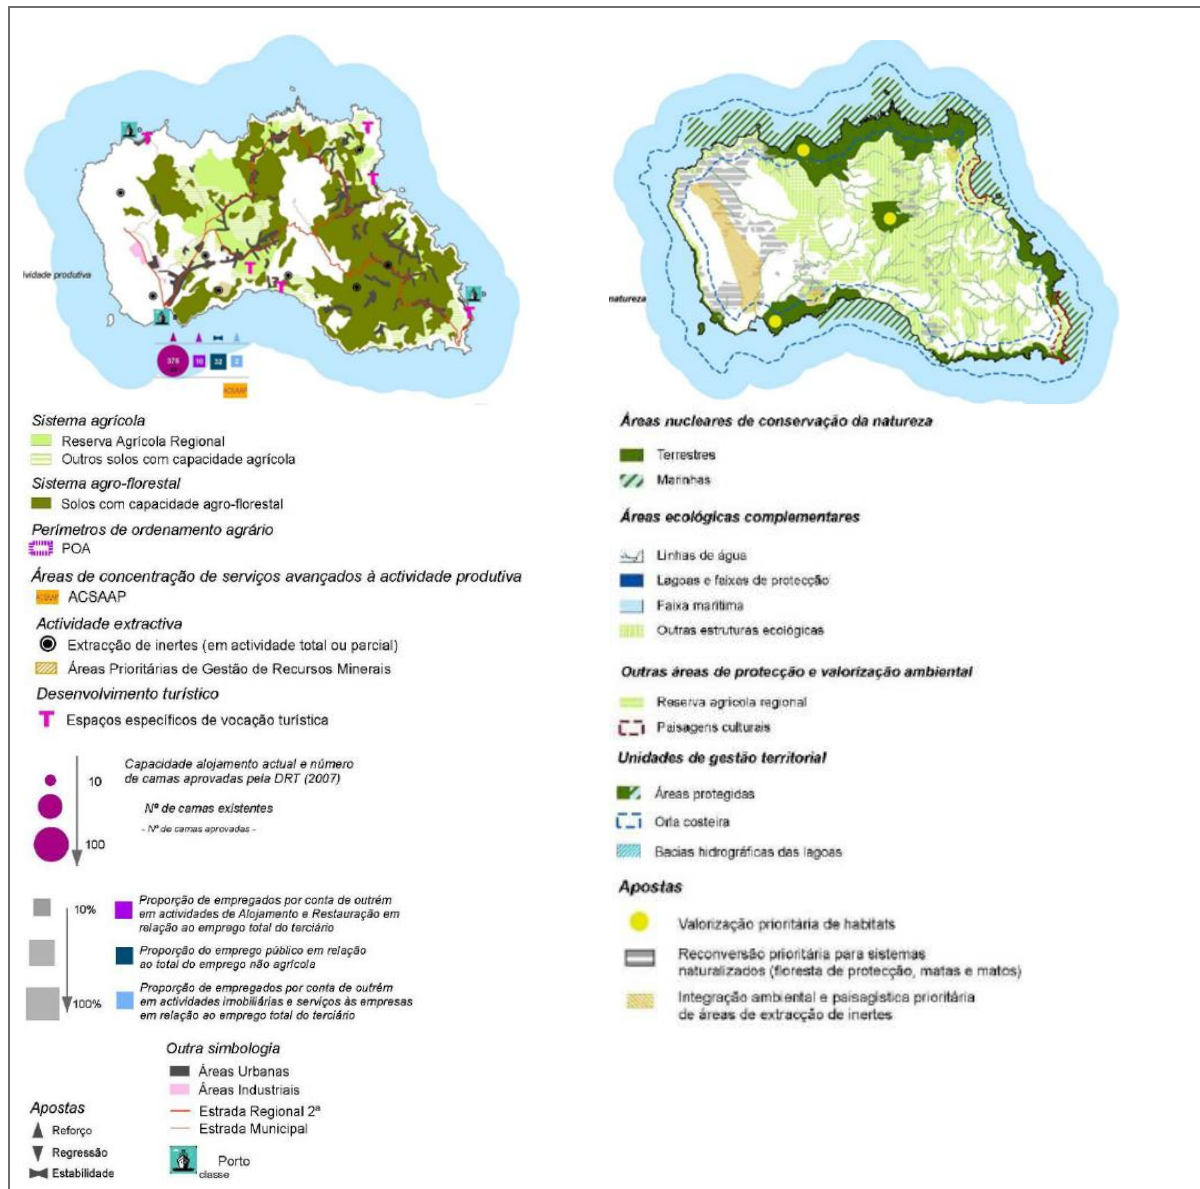 ividade produtiva
376
10
32
2
ACSAAP
Sistema agrícola
Reserva Agrícola Regional
Outros solos com capacidade agrícola
Sistema agro-florestal
Solos com capacidade agro-florestal
Perímetros de ordenamento agrário
POA
Áreas de concentração de serviços avançados à actividade produtiva
ACSAAP ACSAAP
Actividade extractiva
Extracção de inertes (em actividade total ou parcial)
Áreas Prioritárias de Gestão de Recursos Minerais
Desenvolvimento turístico
T Espaços específicos de vocação turística
Capacidade alojamento actual e número
de camas aprovadas pela DRT (2007)
10
Nº de camas existentes
- Nº de camas aprovadas -
100
10%
Proporção de empregados por conta de outrém
em actividades de Alojamento e Restauração em
relação ao emprego total do terciário
Proporção do emprego público em relação
ao total do emprego não agrícola
100%
Proporção de empregados por conta de outrém
em actividades imobiliárias e serviços às empresas
em relação ao emprego total do terciário
Outra simbologia
Áreas Urbanas
Áreas Industriais
Estrada Regional 2ª
Estrada Municipal
Porto
classe
Apostas
Reforço
Regressão
Estabilidade
natureza
Áreas nucleares de conservação da natureza
Terrestres
Marinhas
Áreas ecológicas complementares
Linhas de água
Lagoas e faixas de protecção
Faixa marítima
Outras estruturas ecológicas
Outras áreas de protecção e valorização ambiental
Reserva agrícola regional
Paisagens culturais
Unidades de gestão territorial
Áreas protegidas
Orla costeira
Bacias hidrográficas das lagoas
Apostas
Valorização prioritária de habitats
Reconversão prioritária para sistemas
naturalizados (floresta de protecção, matas e matos)
Integração ambiental e paisagística prioritária
de áreas de extracção de inertes